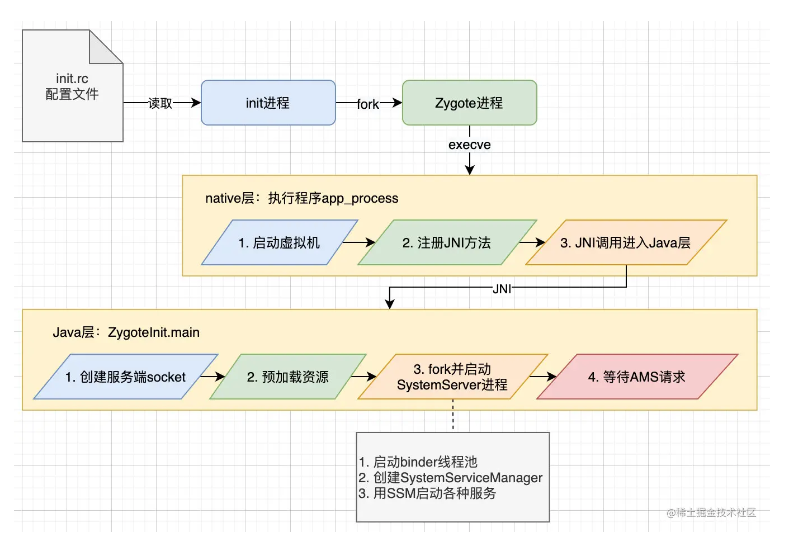 init.rc
配置文件
读取
init进程
fork
Zygote进程
execve
native层：执行程序app_process
1. 启动虚拟机
2. 注册JNI方法
3. JNI调用进入Java层
JNI
Java层：ZygoteInit.main
1. 创建服务端socket
2. 预加载资源
3. fork并启动
SystemServer进程
4. 等待AMS请求
1. 启动binder线程池
2. 创建SystemServiceManager
3. 用SSM启动各种服务
@稀土掘金技术社区